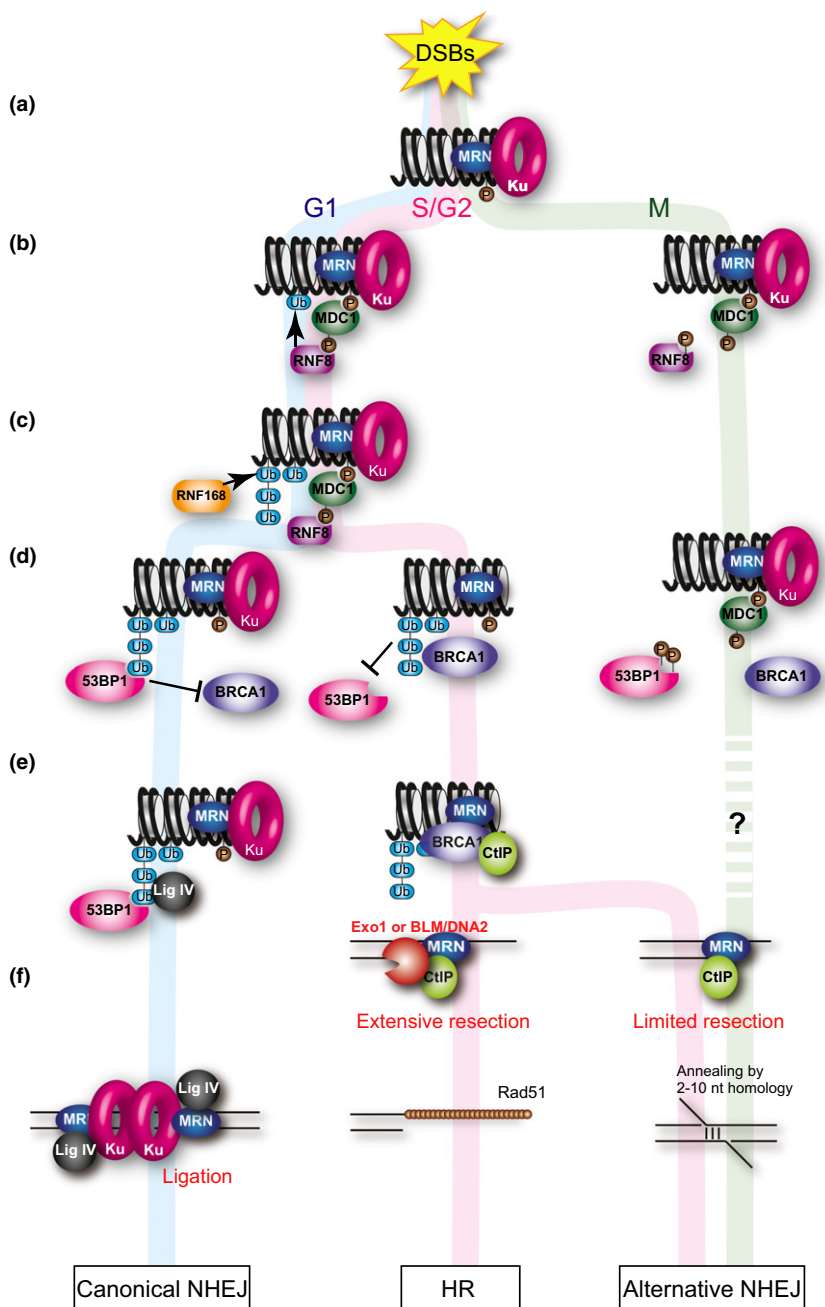 DSBs
(a)
MRN
Ku
P
G1
S/G2
M
(b)
MRN
Ku
P
Ub
MDC1
P
RNF8
MRN
Ku
P
MDC1
P
P
RNF8
(c)
MRN
Ku
P
Ub
Ub
Ub
Ub
MDC1
P
RNF168
RNF8
(d)
MRN
Ku
P
Ub
Ub
Ub
Ub
53BP1
BRCA1
MRN
P
Ub
Ub
Ub
Ub
BRCA1
53BP1
MRN
Ku
P
MDC1
P
P
P
53BP1
BRCA1
(e)
MRN
Ku
P
Ub
Ub
Ub
Ub
Lig IV
53BP1
MRN
BRCA1
CtIP
Ub
Ub
Ub
?
(f)
Exo1 or BLM/DNA2
MRN
CtIP
Extensive resection
MRN
CtIP
Limited resection
Lig IV
MR
Ku
Ku
MRN
Lig IV
Ligation
Rad51
Annealing by
2-10 nt homology
Canonical NHEJ
HR
Alternative NHEJ